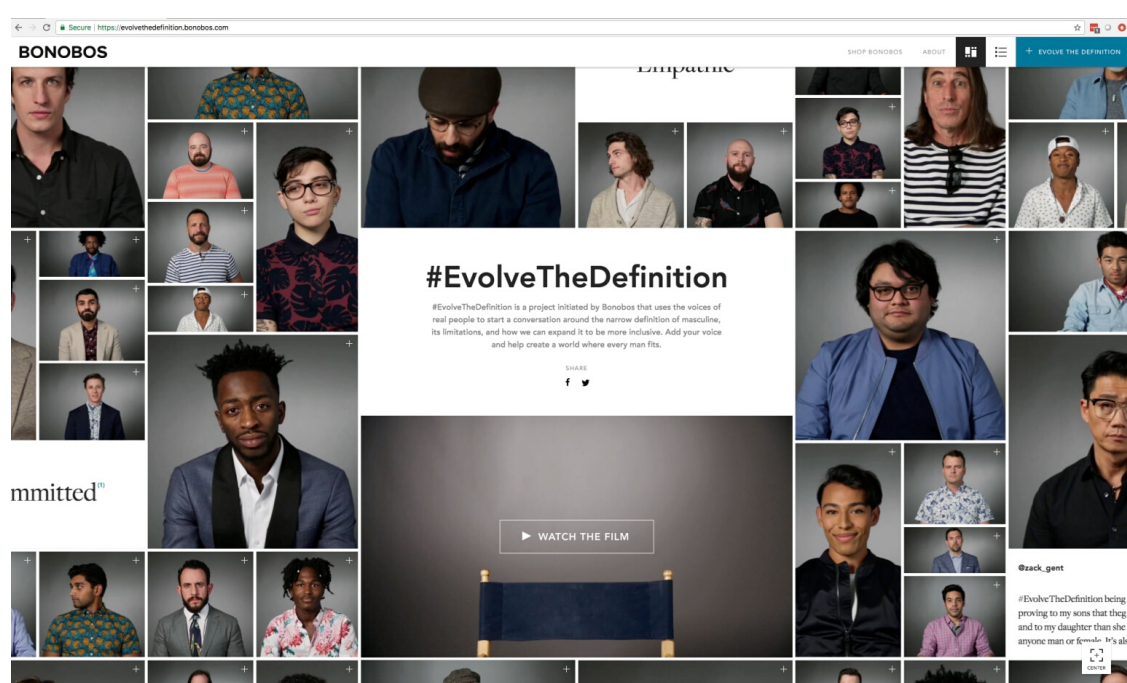 Secure | https://evolvethedefinition.bonobos.com
BONOBOS
SHOP BONOBOS
ABOUT
+ EVOLVE THE DEFINITION
Empathic
#EvolveTheDefinition
#EvolveTheDefinition is a project initiated by Bonobos that uses the voices of
real people to start a conversation around the narrow definition of masculine,
its limitations, and how we can expand it to be more inclusive. Add your voice
and help create a world where every man fits.
SHARE
mmitted(1)
WATCH THE FILM
@zack_gent
#EvolveTheDefinition being
proving to my sons that theg
and to my daughter than she
anyone man or female. It's als
CENTER